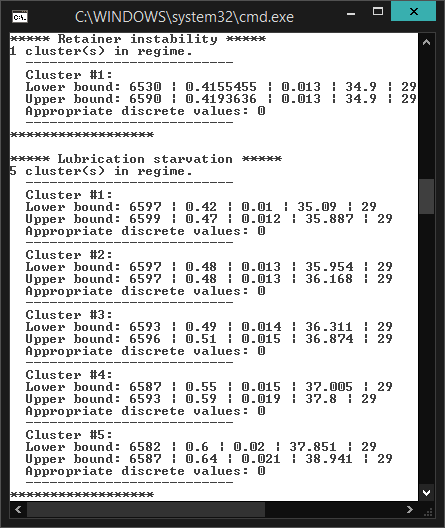 C:\WINDOWS\system32\cmd.exe
***** Retainer instability *****
1 cluster(s) in regime.
--------------------------
Cluster #1:
Lower bound: 6530 ¦ 0.4155455 ¦ 0.013 ¦ 34.9 ¦ 29
Upper bound: 6590 ¦ 0.4193636 ¦ 0.013 ¦ 34.9 ¦ 29
Appropriate discrete values: 0
--------------------------
******************
***** Lubrication starvation *****
5 cluster(s) in regime.
--------------------------
Cluster #1:
Lower bound: 6597 ¦ 0.42 ¦ 0.01 ¦ 35.09 ¦ 29
Upper bound: 6599 ¦ 0.47 ¦ 0.012 ¦ 35.887 ¦ 29
Appropriate discrete values: 0
--------------------------
Cluster #2:
Lower bound: 6597 ¦ 0.48 ¦ 0.013 ¦ 35.954 ¦ 29
Upper bound: 6597 ¦ 0.48 ¦ 0.013 ¦ 36.168 ¦ 29
Appropriate discrete values: 0
--------------------------
Cluster #3:
Lower bound: 6593 ¦ 0.49 ¦ 0.014 ¦ 36.311 ¦ 29
Upper bound: 6596 ¦ 0.51 ¦ 0.015 ¦ 36.874 ¦ 29
Appropriate discrete values: 0
--------------------------
Cluster #4:
Lower bound: 6587 ¦ 0.55 ¦ 0.015 ¦ 37.005 ¦ 29
Upper bound: 6593 ¦ 0.59 ¦ 0.019 ¦ 37.8 ¦ 29
Appropriate discrete values: 0
--------------------------
Cluster #5:
Lower bound: 6582 ¦ 0.6 ¦ 0.02 ¦ 37.851 ¦ 29
Upper bound: 6587 ¦ 0.64 ¦ 0.021 ¦ 38.941 ¦ 29
Appropriate discrete values: 0
--------------------------
******************